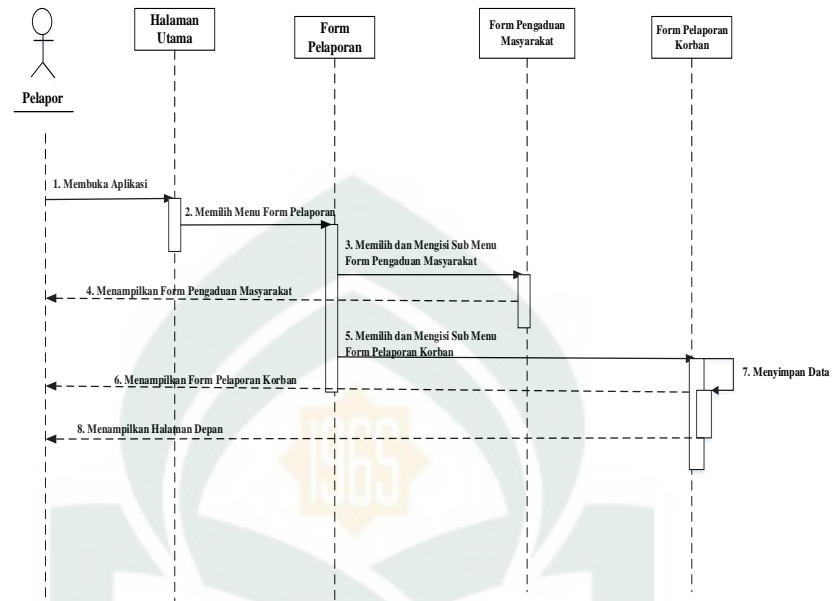 Halaman
Utama
Form
Pelaporan
Form Pengaduan
Masyarakat
Form Pelaporan
Korban
Pelapor
1. Membuka Aplikasi
2. Memilih Menu Form Pelaporan
3. Memilih dan Mengisi Sub Menu
Form Pengaduan Masyarakat
4. Menampilkan Form Pengaduan Masyarakat
5. Memilih dan Mengisi Sub Menu
Form Pelaporan Korban
6. Menampilkan Form Pelaporan Korban
7. Menyimpan Data
8. Menampilkan Halaman Depan
1965